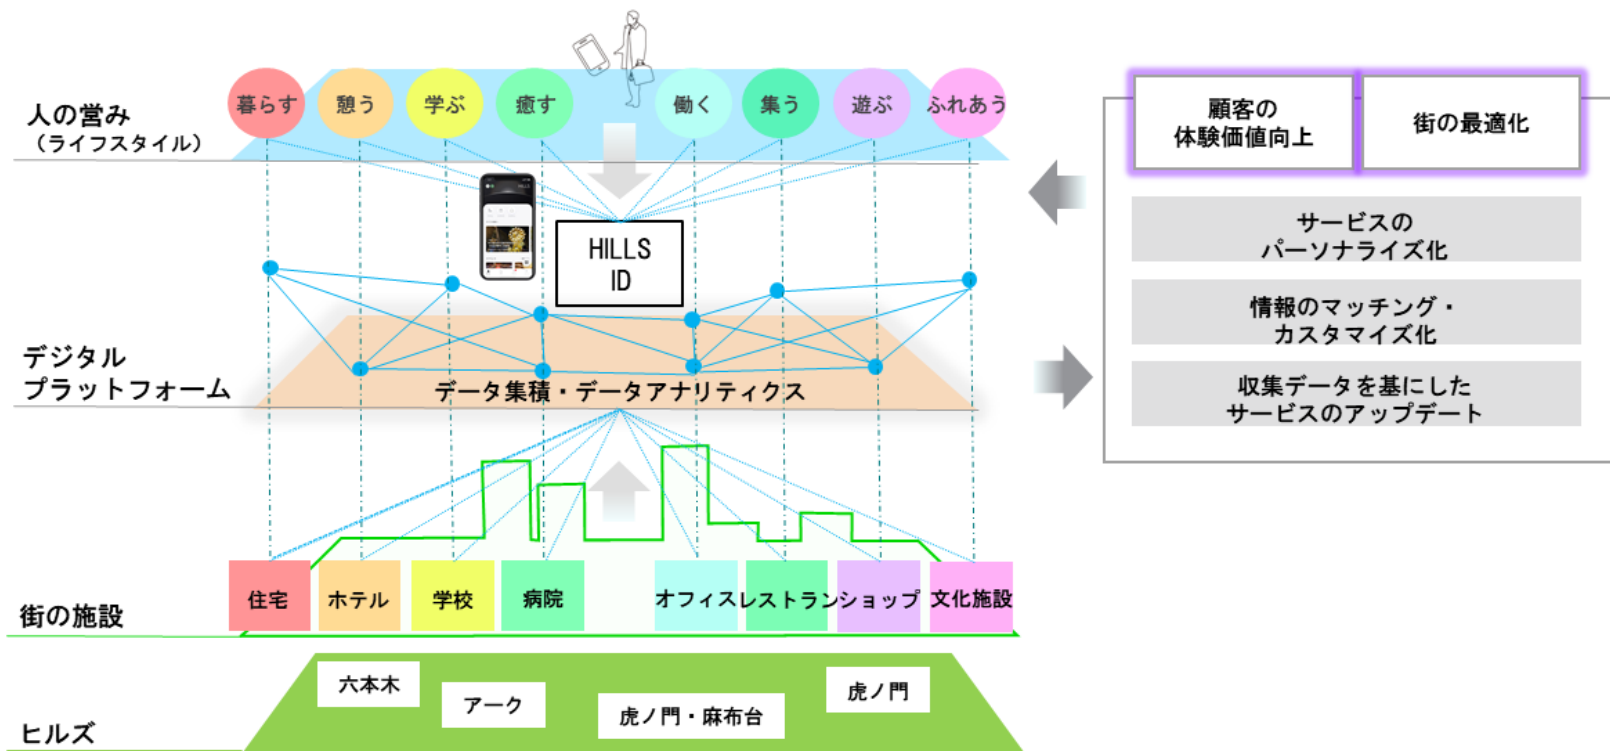 人の営み
（ライフスタイル）
暮らす
憩う
学ぶ
癒す
働く
集う
遊ぶ
ふれあう
HILLS
ID
デジタル
プラットフォーム
データ集積・データアナリティクス
街の施設
住宅
ホテル
学校
病院
オフィス
レストラン
ショップ
文化施設
ヒルズ
六本木
アーク
虎ノ門・麻布台
虎ノ門
顧客の
体験価値向上
街の最適化
サービスの
パーソナライズ化
情報のマッチング・
カスタマイズ化
収集データを基にした
サービスのアップデート